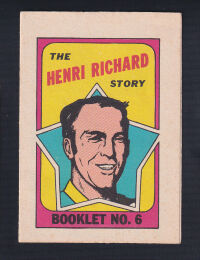 THE
HENRI RICHARD
STORY
BOOKLET NO. 6